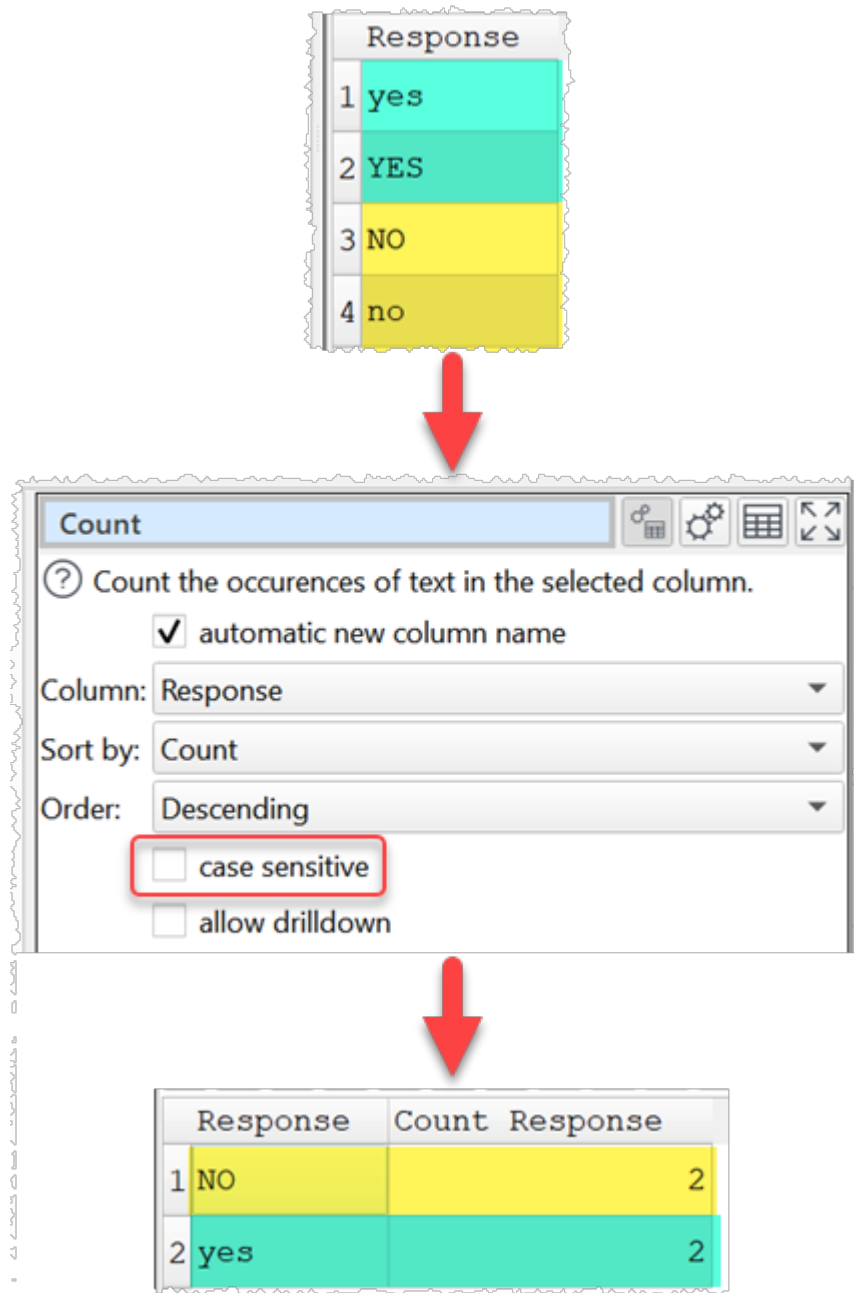 Response
1 yes
2 YES
3 NO
4 no
Count
? Count the occurences of text in the selected column.
automatic new column name
Column: Response
Sort by: Count
Order: Descending
case sensitive
allow drilldown
Response Count Response
1 NO 2
2 yes 2